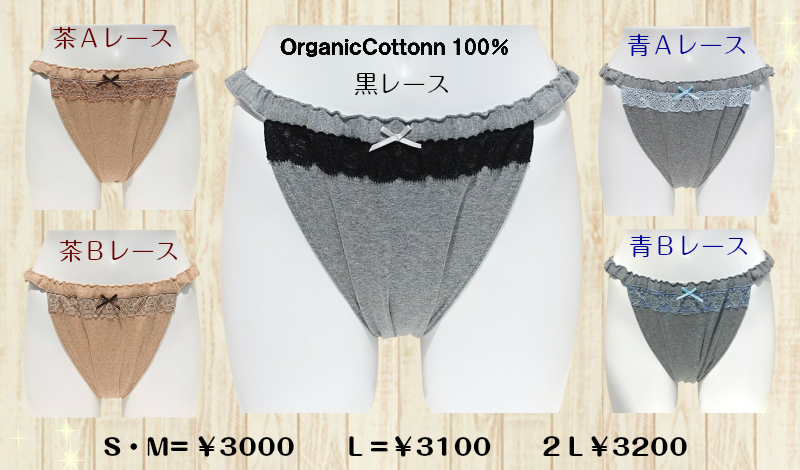 茶Aレース
OrganicCottonn 100%
黒レース
青Aレース
茶Bレース
青Bレース
S・M=¥3000 L=¥3100 2L¥3200